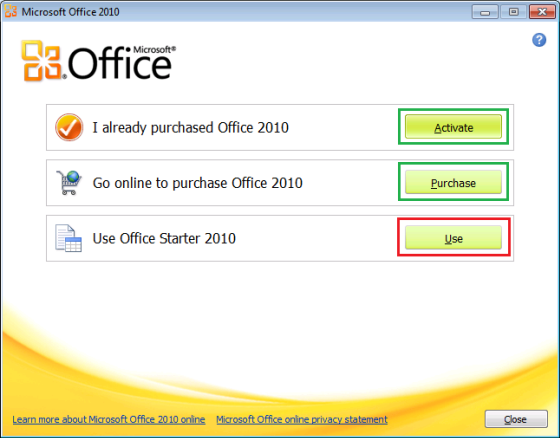 Microsoft Office 2010
Microsoft®
Office
I already purchased Office 2010
Activate
Go online to purchase Office 2010
Purchase
Use Office Starter 2010
Use
Learn more about Microsoft Office 2010 online
Microsoft Office online privacy statement
Close